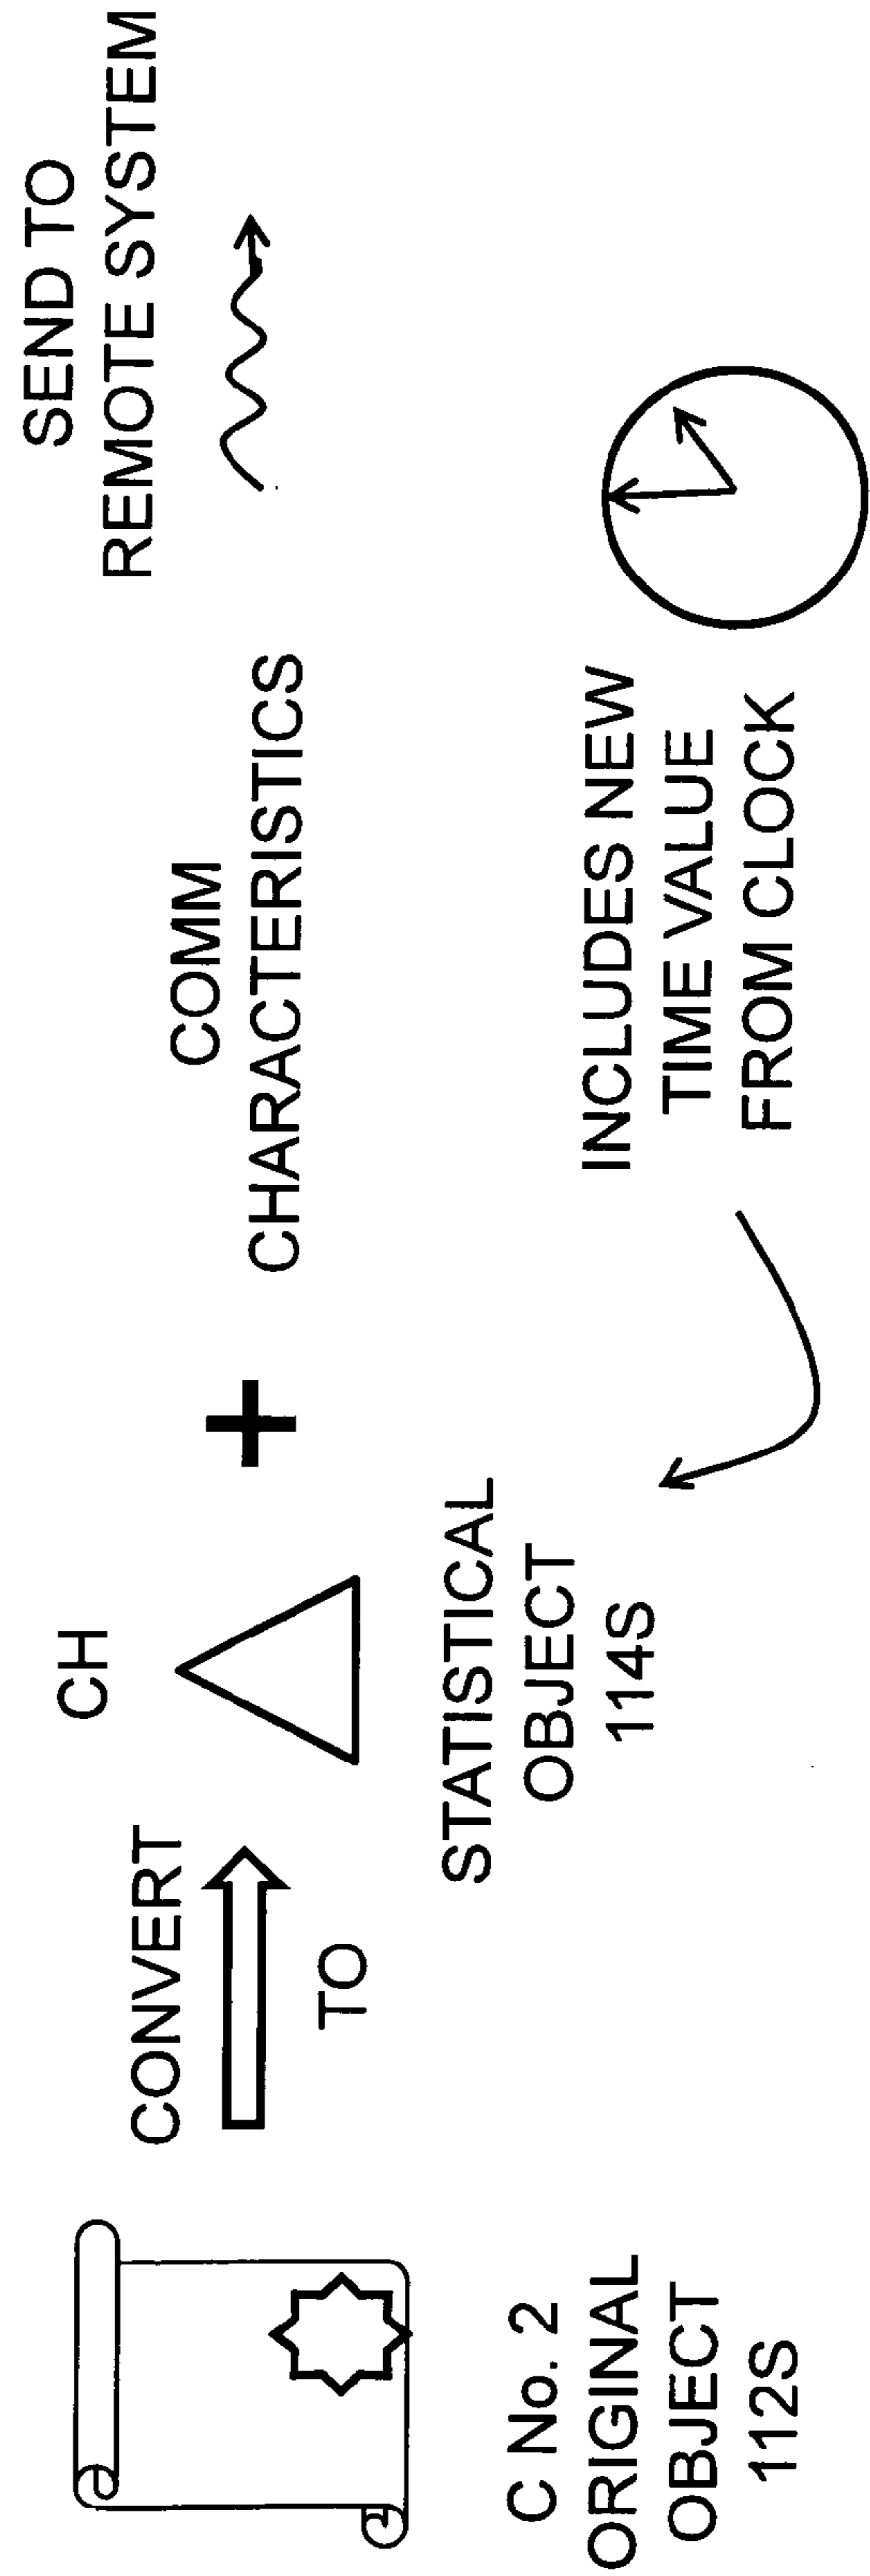 C No. 2
ORIGINAL
OBJECT
112S
CONVERT
TO
CH
STATISTICAL
OBJECT
114S
+
COMM
CHARACTERISTICS
SEND TO
REMOTE SYSTEM
INCLUDES NEW
TIME VALUE
FROM CLOCK